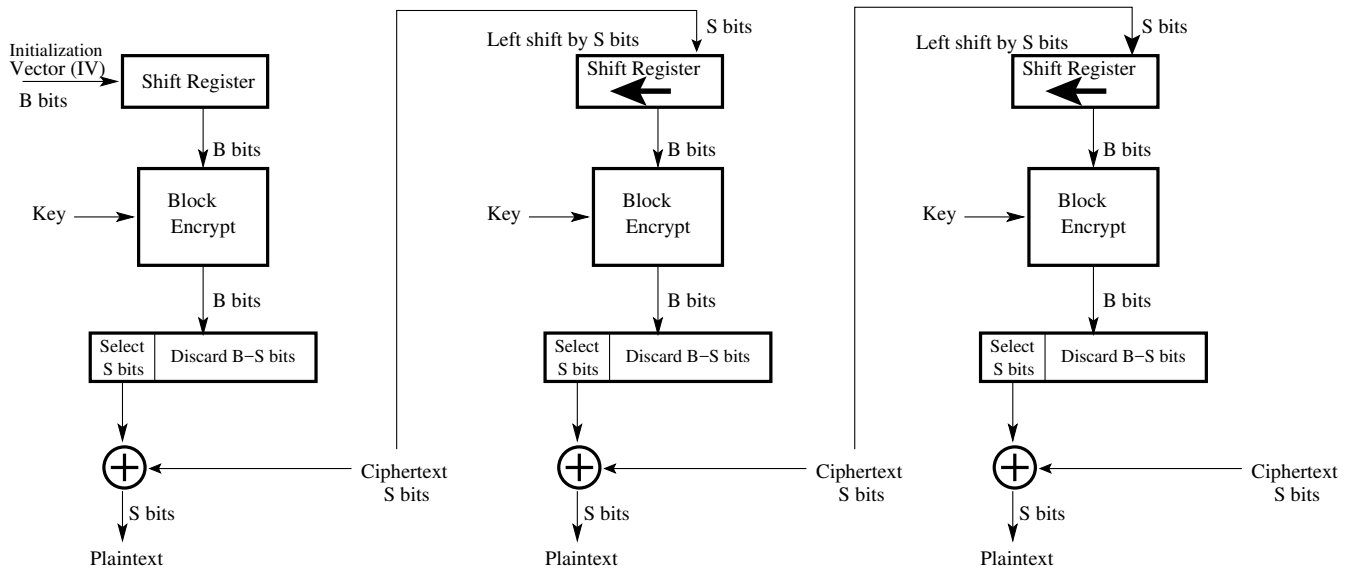 S bits
S bits
Left shift by S bits
Left shift by S bits
Initialization
Vector (IV)
B bits
Shift Register
Shift Register
Shift Register
B bits
B bits
B bits
Key
Block
Encrypt
Key
Block
Encrypt
Key
Block
Encrypt
B bits
B bits
B bits
Select
S bits
Discard B−S bits
Select
S bits
Discard B−S bits
Select
S bits
Discard B−S bits
Ciphertext
S bits
Ciphertext
S bits
Ciphertext
S bits
S bits
S bits
S bits
Plaintext
Plaintext
Plaintext